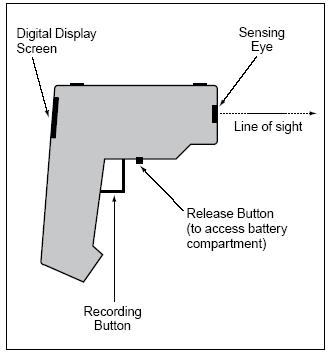 Digital Display
Screen
Sensing
Eye
Line of sight
Release Button
(to access battery
compartment)
Recording
Button